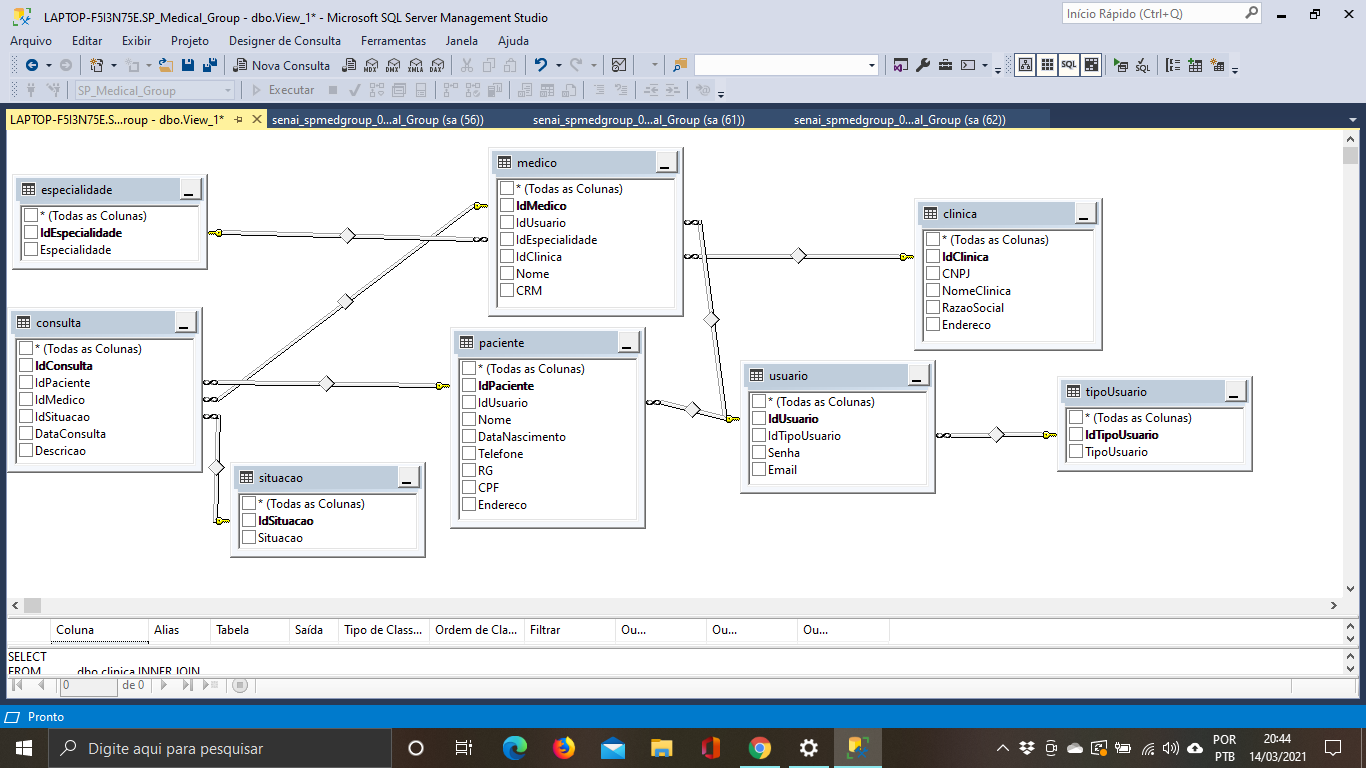 LAPTOP-F5I3N75E.SP_Medical_Group - dbo.View_1* - Microsoft SQL Server Management Studio
Início Rápido (Ctrl+Q)
Arquivo Editar Exibir Projeto Designer de Consulta Ferramentas Janela Ajuda
Nova Consulta MDX DMX XMLA DAX SQL SQL
SP_Medical_Group Executar
LAPTOP-F5I3N75E.S...roup - dbo.View_1* senai_spmedgroup_0...al_Group (sa (56)) senai_spmedgroup_0...al_Group (sa (61)) senai_spmedgroup_0...al_Group (sa (62))
especialidade
* (Todas as Colunas)
IdEspecialidade
Especialidade
medico
* (Todas as Colunas)
IdMedico
IdUsuario
IdEspecialidade
IdClinica
Nome
CRM
clinica
* (Todas as Colunas)
IdClinica
CNPJ
NomeClinica
RazaoSocial
Endereco
consulta
* (Todas as Colunas)
IdConsulta
IdPaciente
IdMedico
IdSituacao
DataConsulta
Descricao
paciente
* (Todas as Colunas)
IdPaciente
IdUsuario
Nome
DataNascimento
Telefone
RG
CPF
Endereco
usuario
* (Todas as Colunas)
IdUsuario
IdTipoUsuario
Senha
Email
tipoUsuario
* (Todas as Colunas)
IdTipoUsuario
TipoUsuario
situacao
* (Todas as Colunas)
IdSituacao
Situacao
Coluna Alias Tabela Saída Tipo de Class... Ordem de Cla... Filtrar Ou... Ou... Ou...
SELECT
FROM dbo.clinica INNER JOIN
0 de 0
Pronto
Digite aqui para pesquisar
POR
PTB
20:44
14/03/2021